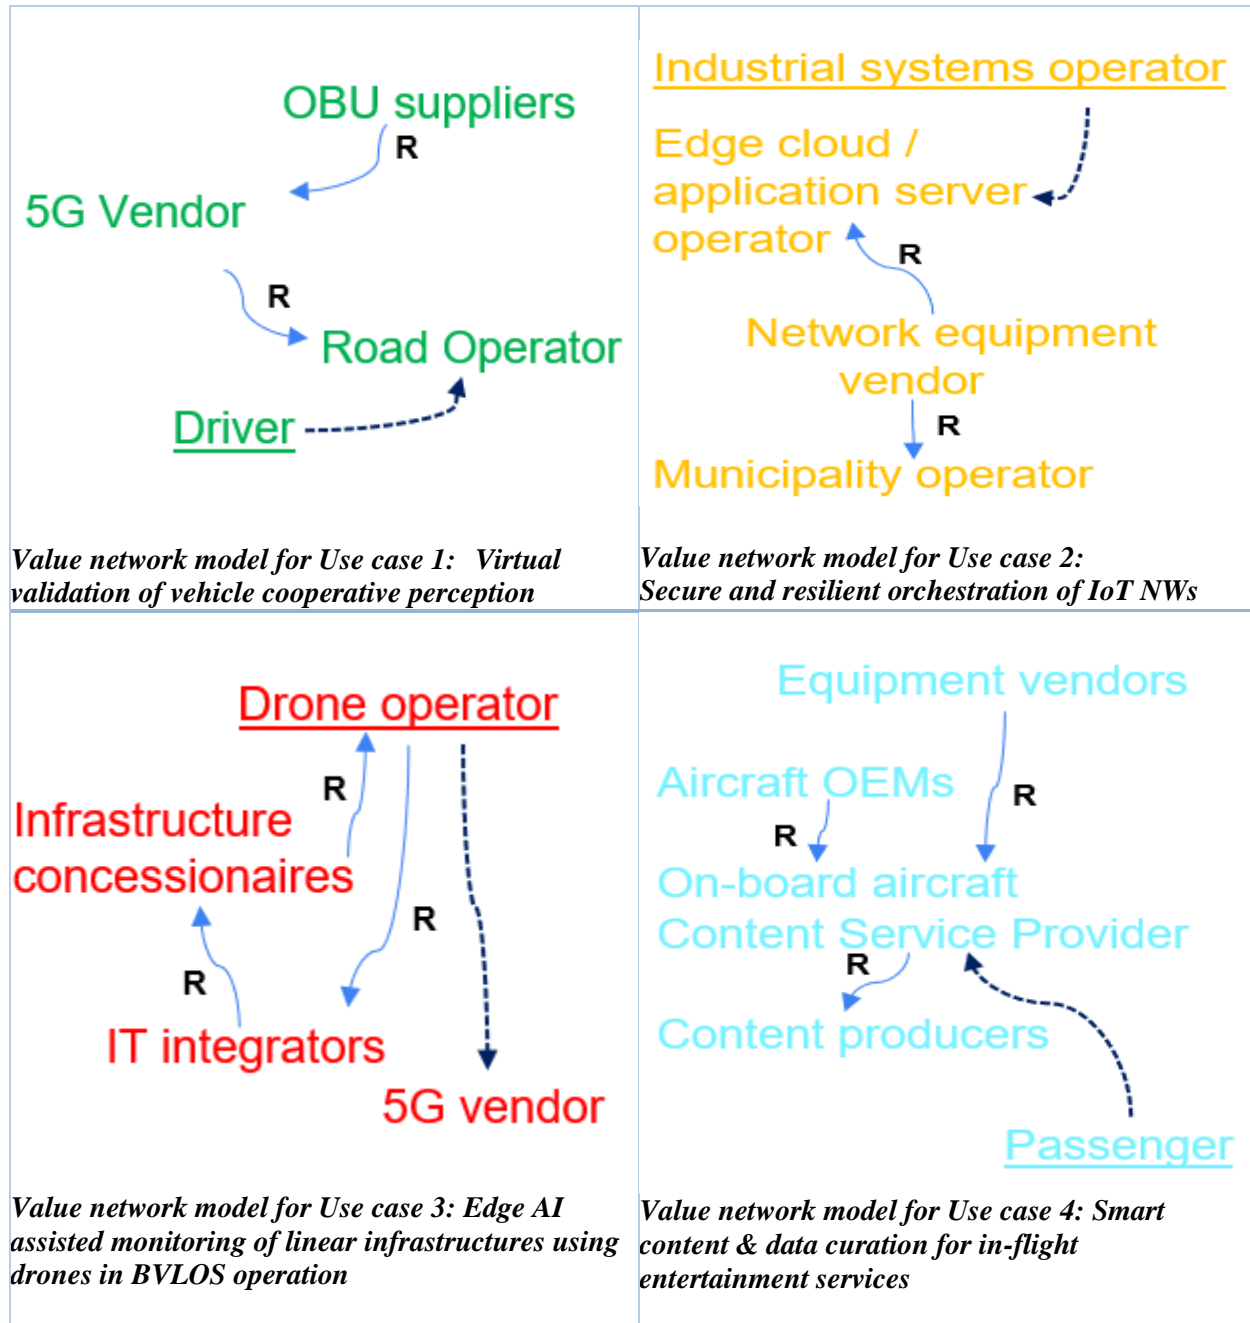 OBU suppliers
R
5G Vendor
R
Road Operator
Driver
Value network model for Use case 1: Virtual
validation of vehicle cooperative perception
Industrial systems operator
Edge cloud /
application server
operator
R
Network equipment
vendor
R
Municipality operator
Value network model for Use case 2:
Secure and resilient orchestration of IoT NWs
Drone operator
R
Infrastructure
concessionaires
R
R
IT integrators
5G vendor
Value network model for Use case 3: Edge AI
assisted monitoring of linear infrastructures using
drones in BVLOS operation
Equipment vendors
Aircraft OEMs
R
R
On-board aircraft
Content Service Provider
R
Content producers
Passenger
Value network model for Use case 4: Smart
content & data curation for in-flight
entertainment services